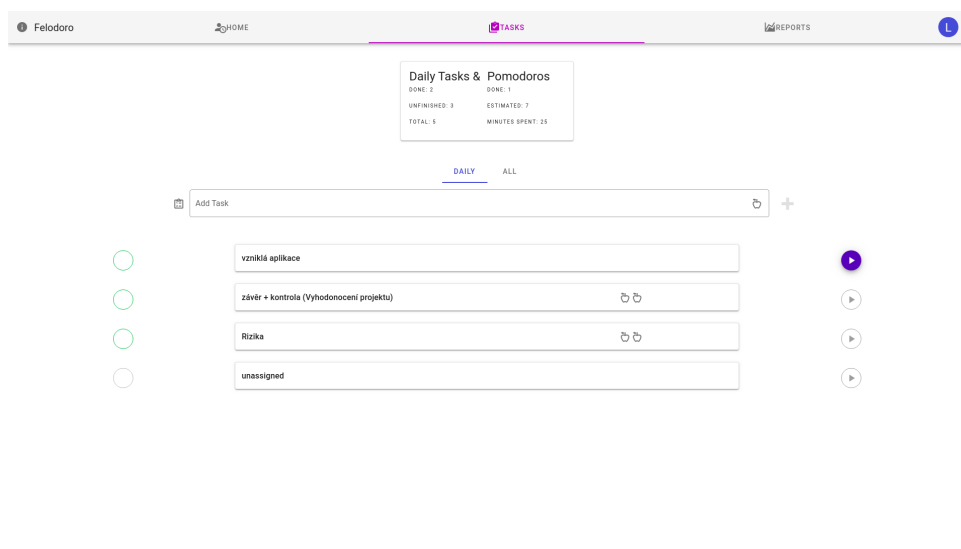 Felodoro
HOME
TASKS
REPORTS
L
Daily Tasks & Pomodoros
DONE: 2
DONE: 1
UNFINISHED: 3
ESTIMATED: 7
TOTAL: 5
MINUTES SPENT: 25
DAILY
ALL
Add Task
vzniklá aplikace
závěr + kontrola (Vyhodonocení projektu)
Rizika
unassigned